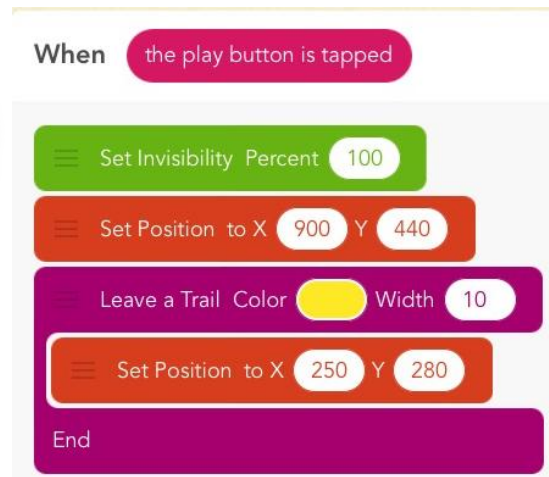 When the play button is tapped
Set Invisibility Percent 100
Set Position to X 900 Y 440
Leave a Trail Color Width 10
Set Position to X 250 Y 280
End